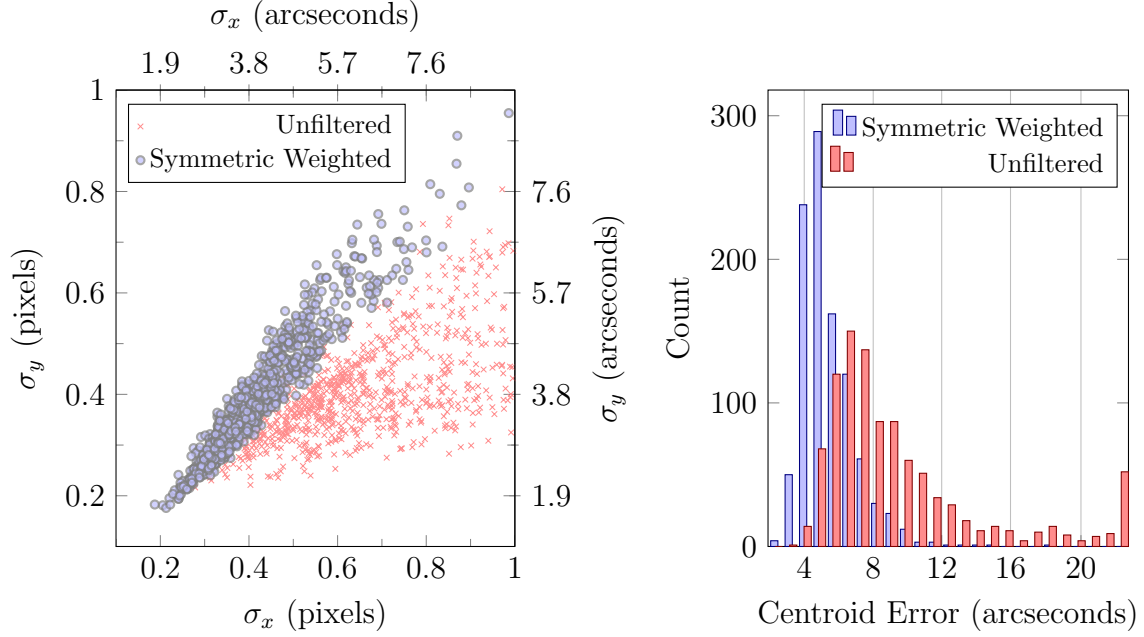 σx (arcseconds)
1.9 3.8 5.7 7.6
1
0.8
0.6
0.4
0.2
σy (pixels)
Unfiltered
Symmetric Weighted
7.6
5.7
3.8
1.9
σy (arcseconds)
0.2 0.4 0.6 0.8 1
σx (pixels)
300
200
100
0
Count
Symmetric Weighted
Unfiltered
4 8 12 16 20
Centroid Error (arcseconds)